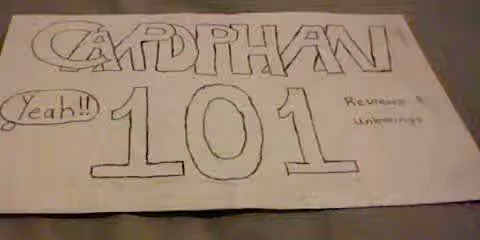 CARDPHAN
Yeah!!
101
Reviews &
Unboxings